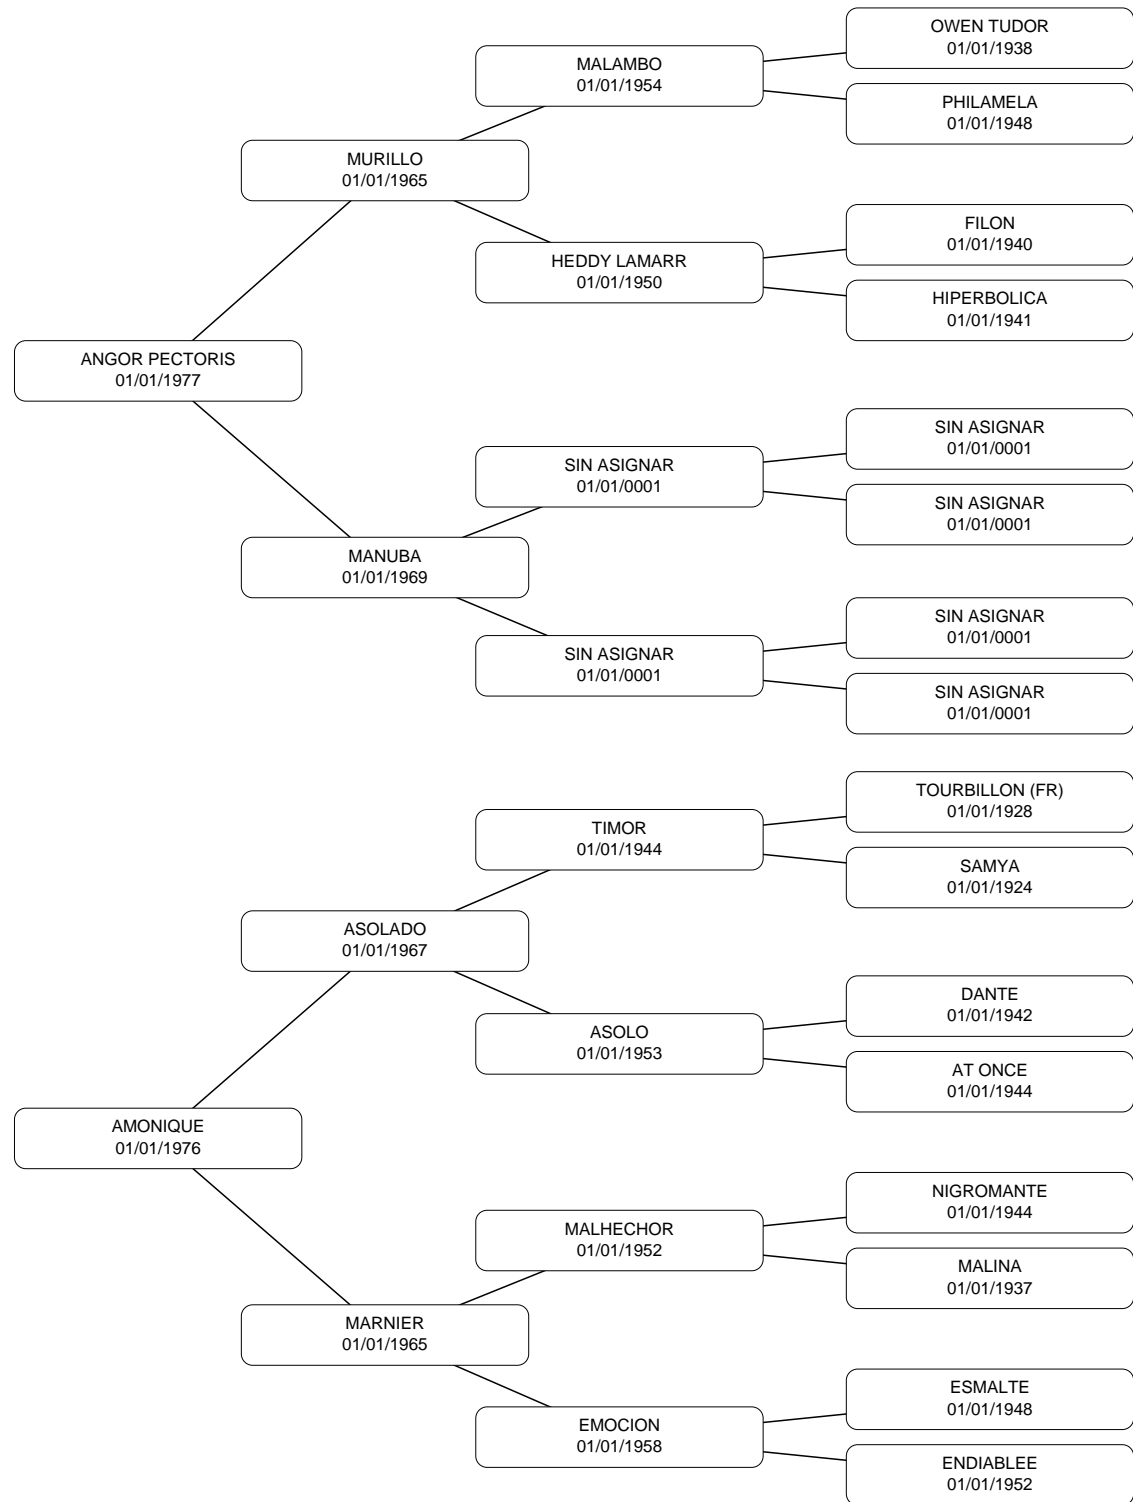 OWEN TUDOR
01/01/1938
MALAMBO
01/01/1954
PHILAMELA
01/01/1948
MURILLO
01/01/1965
FILON
01/01/1940
HEDDY LAMARR
01/01/1950
HIPERBOLICA
01/01/1941
ANGOR PECTORIS
01/01/1977
SIN ASIGNAR
01/01/0001
SIN ASIGNAR
01/01/0001
SIN ASIGNAR
01/01/0001
MANUBA
01/01/1969
SIN ASIGNAR
01/01/0001
SIN ASIGNAR
01/01/0001
SIN ASIGNAR
01/01/0001
TOURBILLON (FR)
01/01/1928
TIMOR
01/01/1944
SAMYA
01/01/1924
ASOLADO
01/01/1967
DANTE
01/01/1942
ASOLO
01/01/1953
AT ONCE
01/01/1944
AMONIQUE
01/01/1976
NIGROMANTE
01/01/1944
MALHECHOR
01/01/1952
MALINA
01/01/1937
MARNIER
01/01/1965
ESMALTE
01/01/1948
EMOCION
01/01/1958
ENDIABLEE
01/01/1952